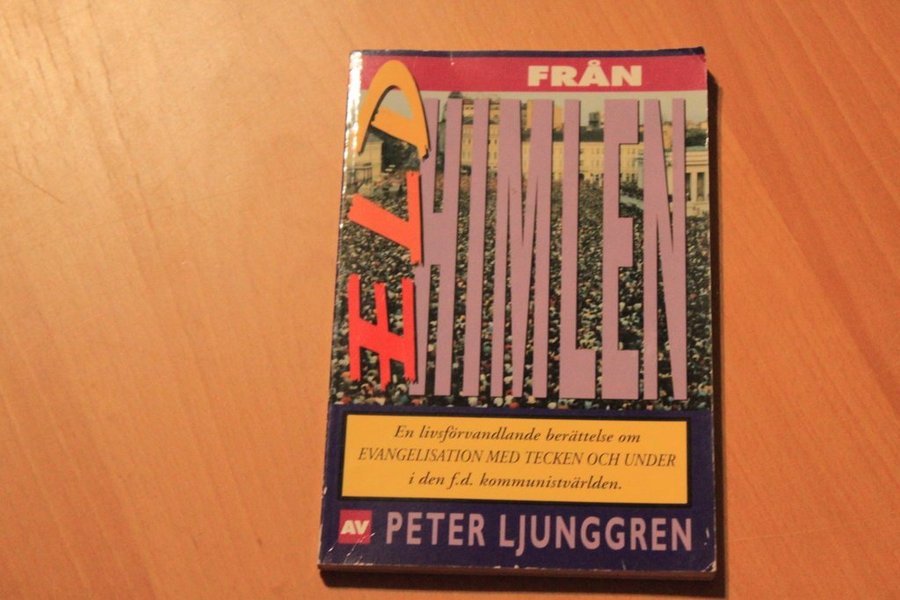 ELD
FRÅN
HIMLEN
En livsförvandlande berättelse om
EVANGELISATION MED TECKEN OCH UNDER
i den f.d. kommunistvärlden.
AV PETER LJUNGGREN